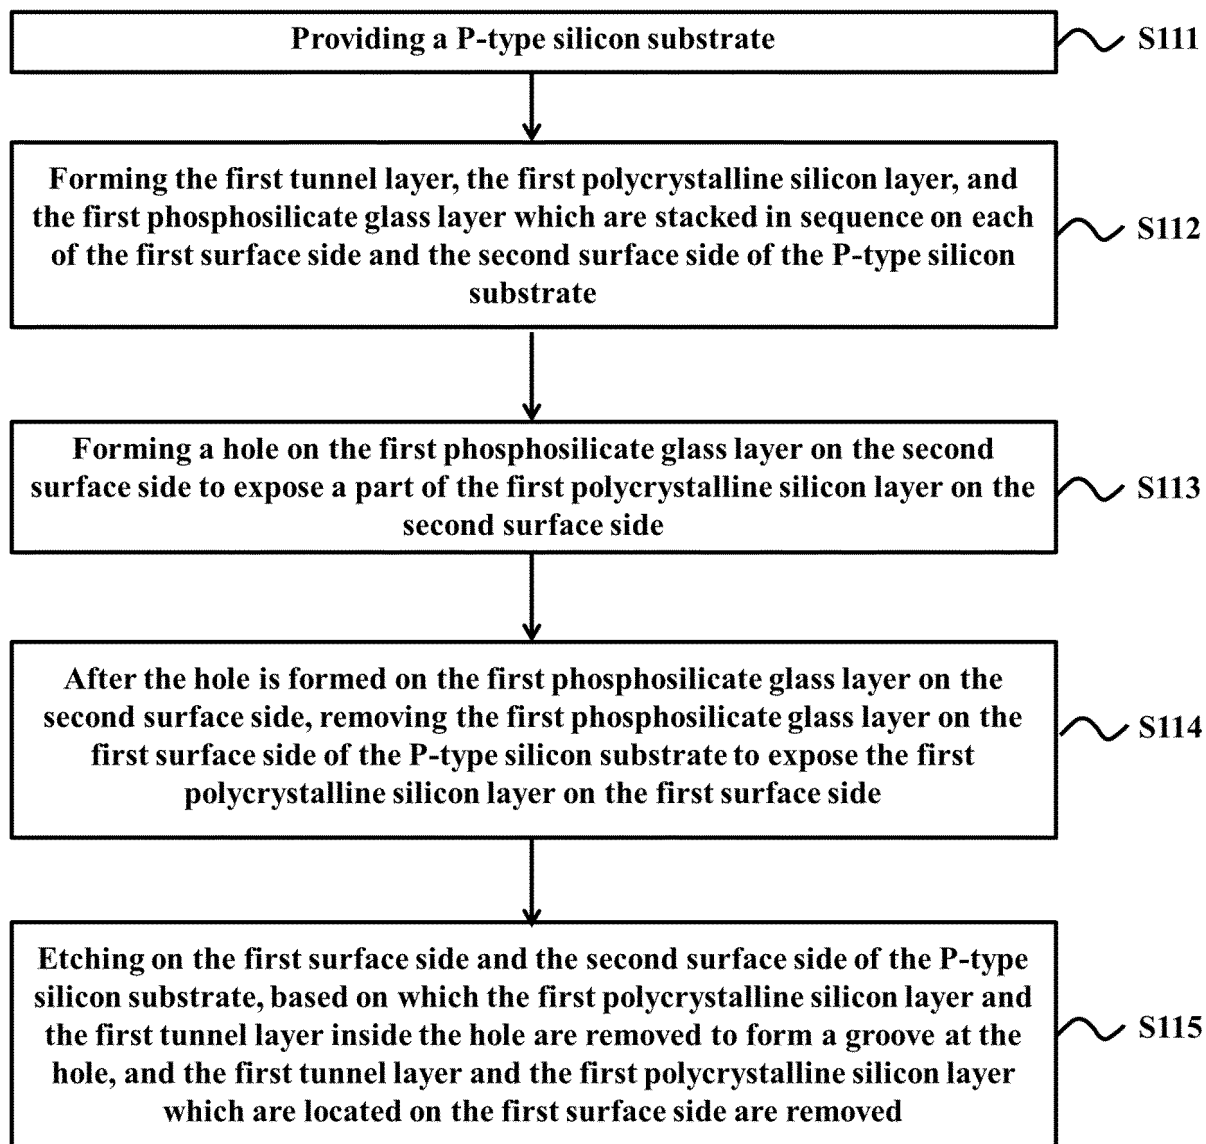 Providing a P-type silicon substrate
S111
Forming the first tunnel layer, the first polycrystalline silicon layer, and
the first phosphosilicate glass layer which are stacked in sequence on each
of the first surface side and the second surface side of the P-type silicon
substrate
S112
Forming a hole on the first phosphosilicate glass layer on the second
surface side to expose a part of the first polycrystalline silicon layer on the
second surface side
S113
After the hole is formed on the first phosphosilicate glass layer on the
second surface side, removing the first phosphosilicate glass layer on the
first surface side of the P-type silicon substrate to expose the first
polycrystalline silicon layer on the first surface side
S114
Etching on the first surface side and the second surface side of the P-type
silicon substrate, based on which the first polycrystalline silicon layer and
the first tunnel layer inside the hole are removed to form a groove at the
hole, and the first tunnel layer and the first polycrystalline silicon layer
which are located on the first surface side are removed
S115